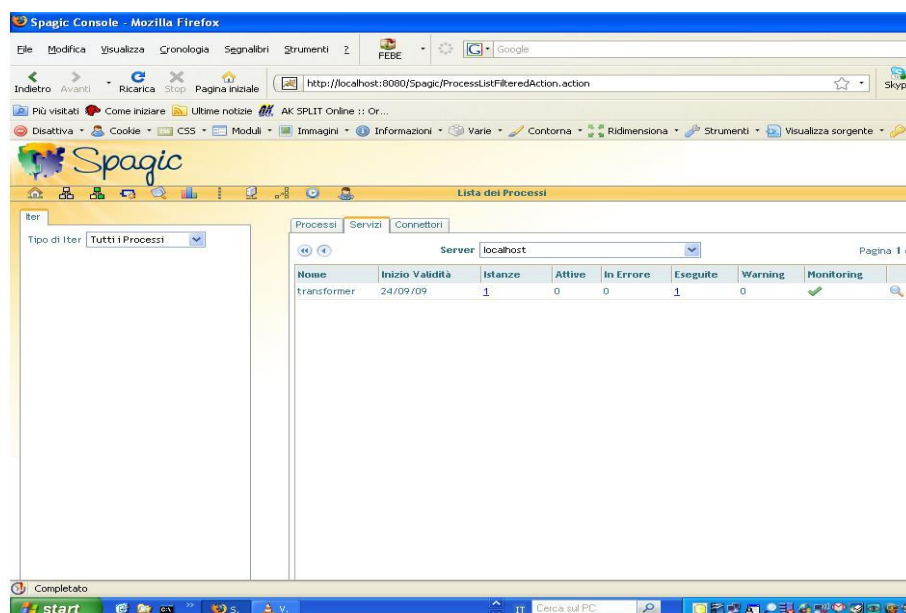 Spagic Console - Mozilla Firefox
File Modifica Visualizza Cronologia Segnalibri Strumenti ? FEBE Google
Indietro Avanti Ricarica Stop Pagina iniziale http://localhost:8080/Spagic/ProcessListFilteredAction.action Skyp
Più visitati Come iniziare Ultime notizie AK SPLIT Online :: Or...
Disattiva Cookie CSS Moduli Immagini Informazioni Varie Contorna Ridimensiona Strumenti Visualizza sorgente
Spagic
Lista dei Processi
Iter
Tipo di Iter Tutti i Processi
Processi Servizi Connettori
Server localhost Pagina 1
Nome Inizio Validità Istanze Attive In Errore Eseguite Warning Monitoring
transformer 24/09/09 1 0 0 1 0
Completato
start S. V. IT Cerca sul PC